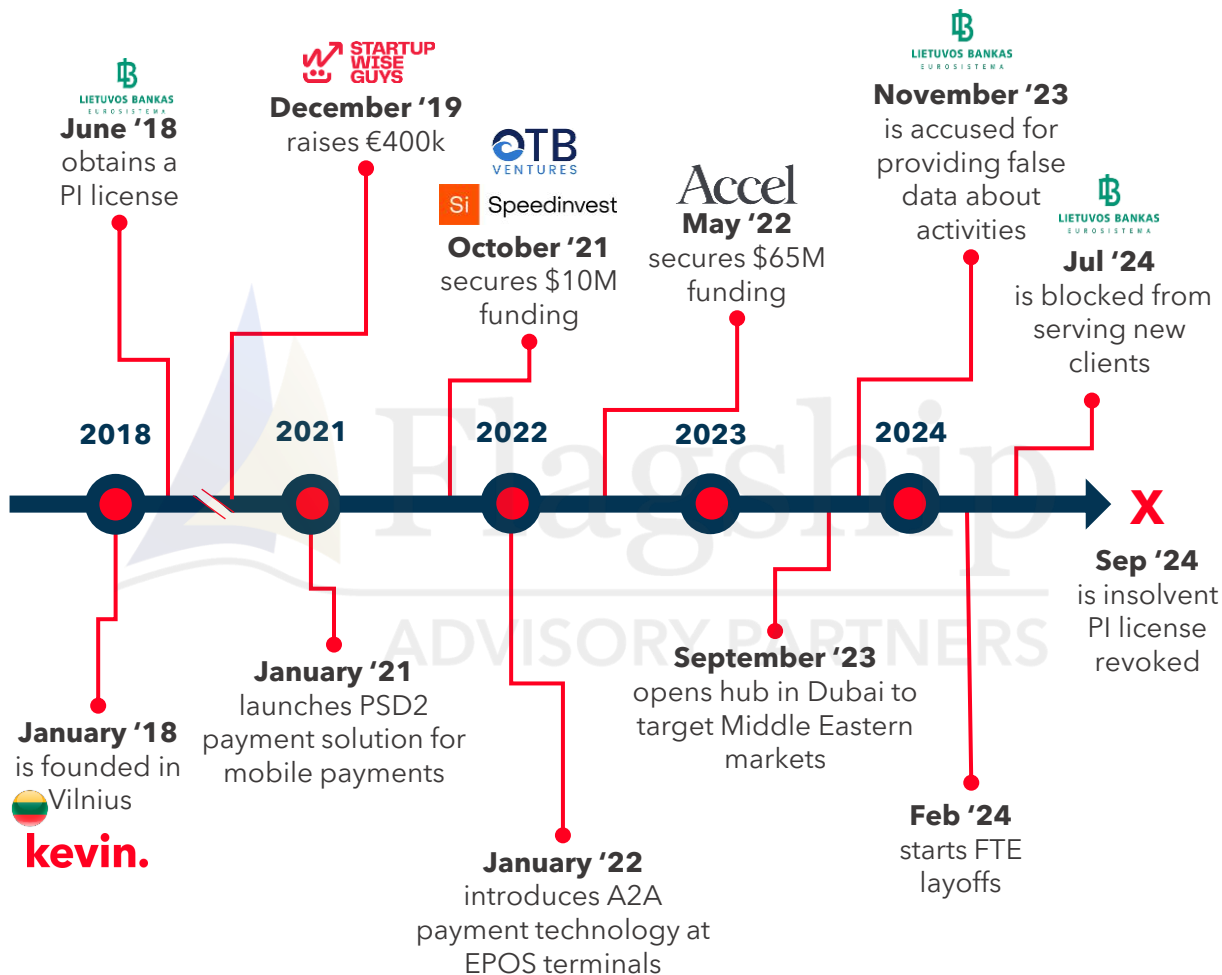 LIETUVOS BANKAS
EUROSISTEMA
June ‘18
obtains a
PI license
STARTUP
WISE
GUYS
December ‘19
raises €400k
OTB
VENTURES
Si Speedinvest
October ‘21
secures $10M
funding
Accel
May ‘22
secures $65M
funding
LIETUVOS BANKAS
EUROSISTEMA
November ‘23
is accused for
providing false
data about
activities
LIETUVOS BANKAS
EUROSISTEMA
Jul ‘24
is blocked from
serving new
clients
2018
2021
2022
2023
2024
Flagship
ADVISORY PARTNERS
X
Sep ‘24
is insolvent
PI license
revoked
January ‘18
is founded in
Vilnius
kevin.
January ‘21
launches PSD2
payment solution for
mobile payments
January ‘22
introduces A2A
payment technology at
EPOS terminals
September ‘23
opens hub in Dubai to
target Middle Eastern
markets
Feb ‘24
starts FTE
layoffs